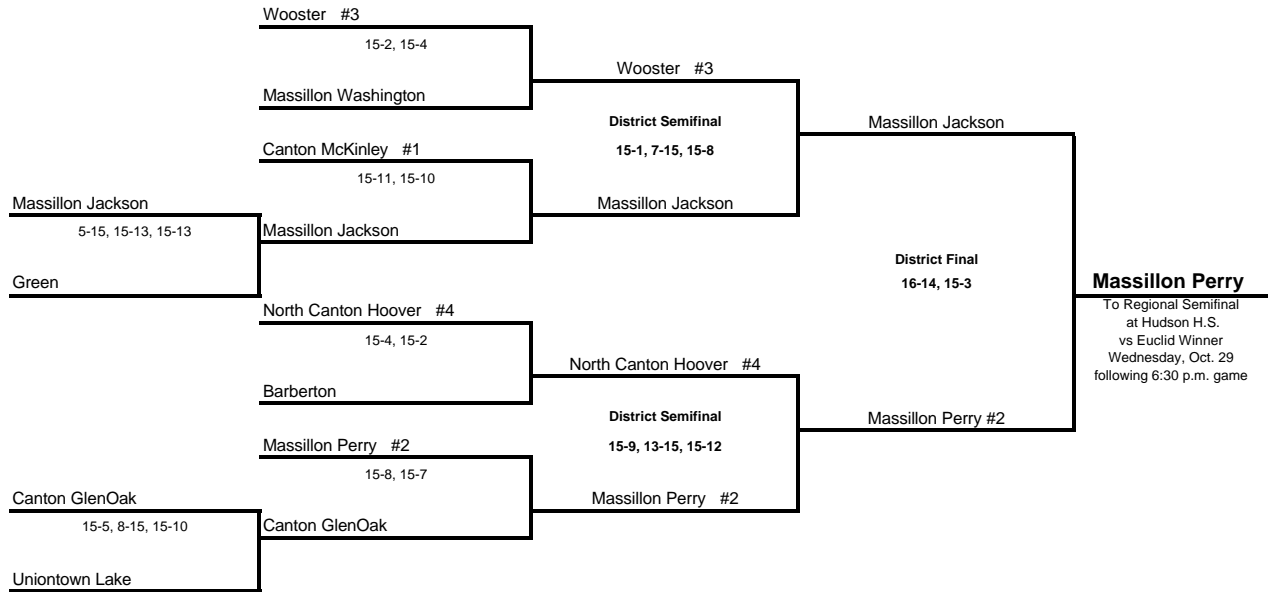 Wooster #3
15-2, 15-4
Massillon Washington
Canton McKinley #1
15-11, 15-10
Massillon Jackson
5-15, 15-13, 15-13
Massillon Jackson
Green
North Canton Hoover #4
15-4, 15-2
Barberton
Massillon Perry #2
15-8, 15-7
Canton GlenOak
15-5, 8-15, 15-10
Canton GlenOak
Uniontown Lake
Wooster #3
District Semifinal
15-1, 7-15, 15-8
Massillon Jackson
North Canton Hoover #4
District Semifinal
15-9, 13-15, 15-12
Massillon Perry #2
Massillon Jackson
District Final
16-14, 15-3
Massillon Perry #2
Massillon Perry
To Regional Semifinal
at Hudson H.S.
vs Euclid Winner
Wednesday, Oct. 29
following 6:30 p.m. game